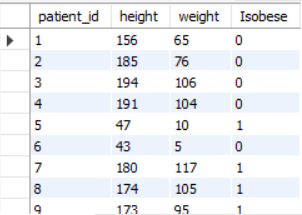 patient_id height weight Isobese
1 156 65 0
2 185 76 0
3 194 106 0
4 191 104 0
5 47 10 1
6 43 5 0
7 180 117 1
8 174 105 1
9 173 95 1